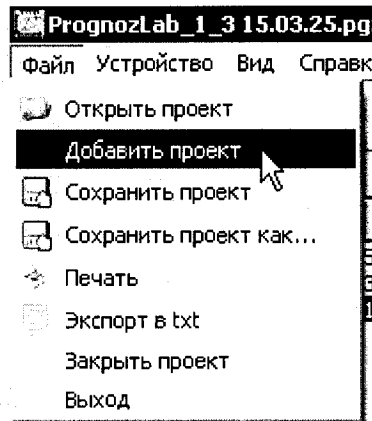 PrognozLab_1_3 15.03.25.pg
Файл Устройство Вид Справк
Открыть проект
Добавить проект
Сохранить проект
Сохранить проект как...
Печать
Экспорт в txt
Закрыть проект
Выход